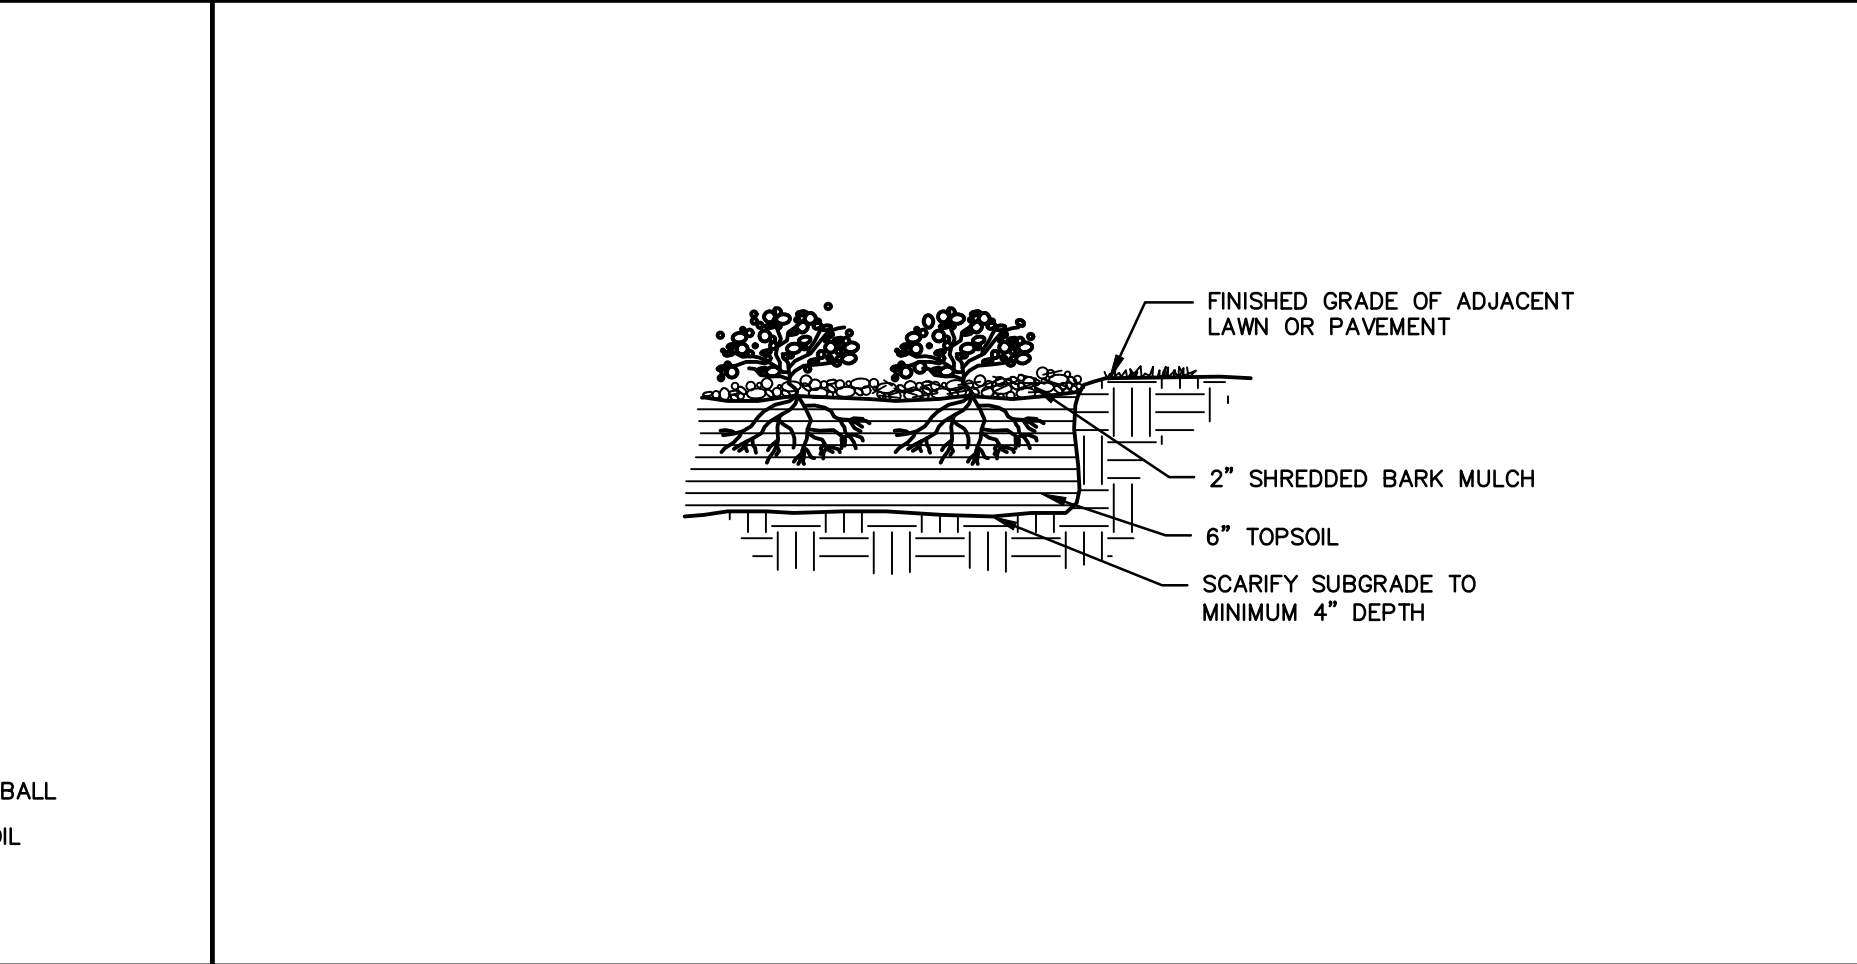 FINISHED GRADE OF ADJACENT
LAWN OR PAVEMENT
2” SHREDDED BARK MULCH
6” TOPSOIL
SCARIFY SUBGRADE TO
MINIMUM 4” DEPTH
BALL